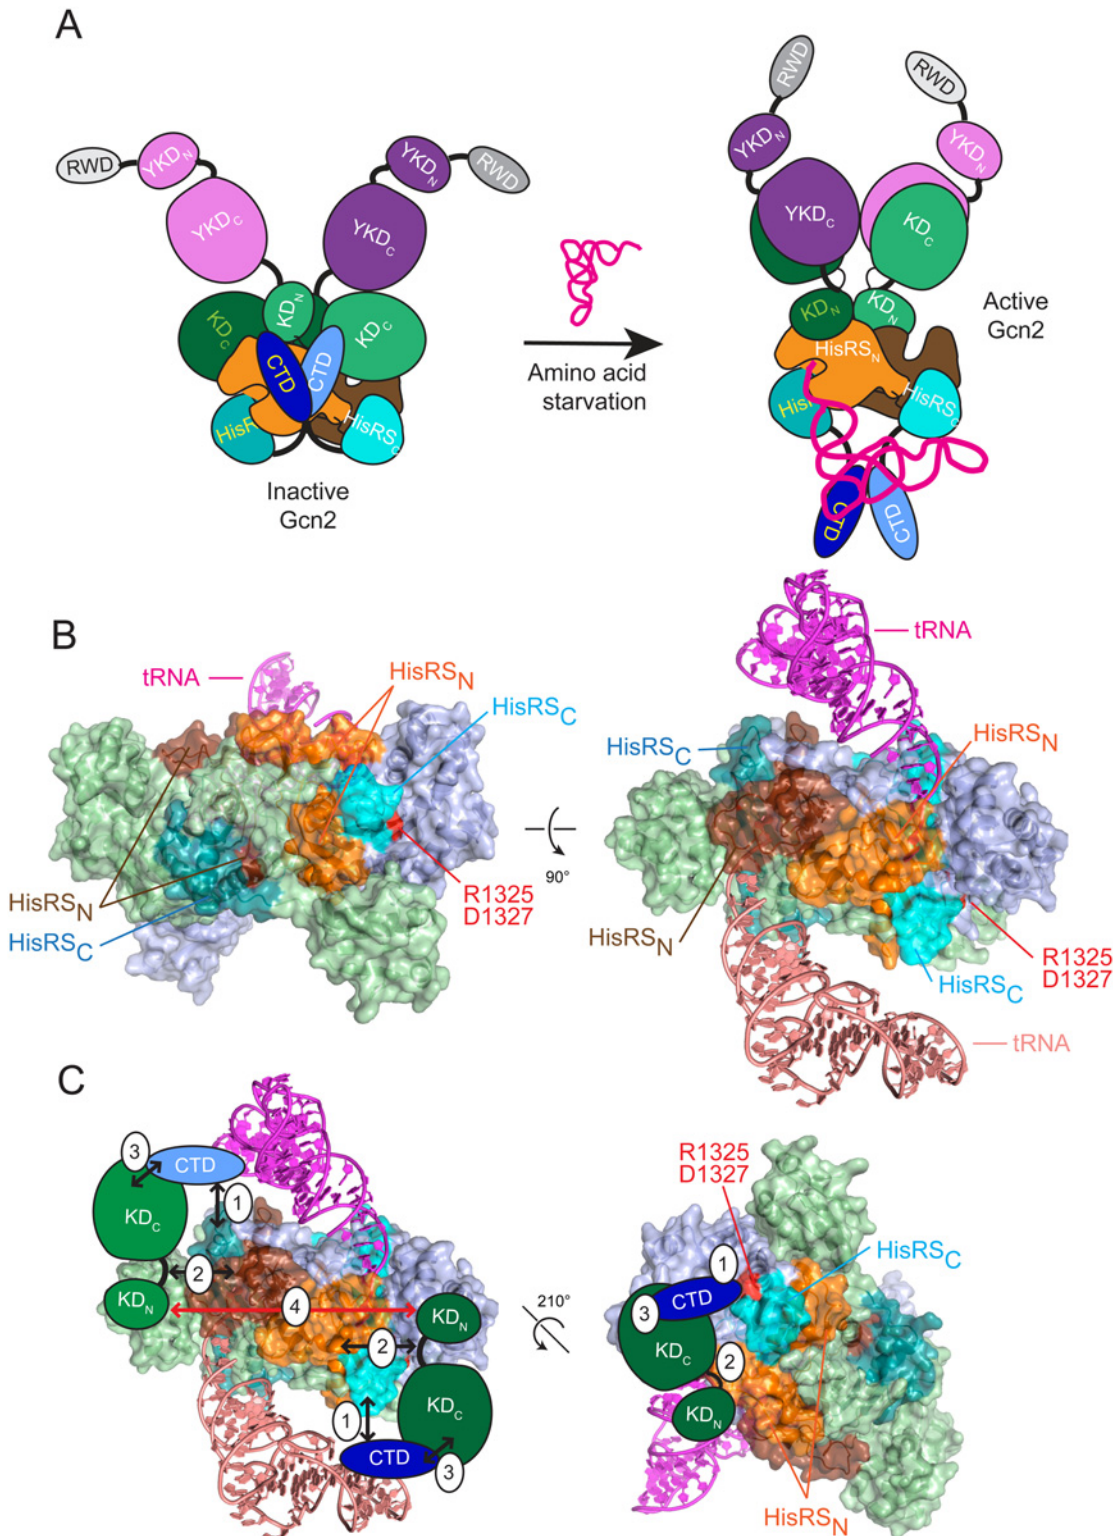 A
RWD
YKDN
YKDC
YKDN
RWD
YKDC
KDN
KDC
KDC
CTD
CTD
HisR
HisRSC
Inactive
Gcn2
Amino acid
starvation
RWD
RWD
YKDN
YKDN
YKDC
KDC
KDN
KDN
Active
Gcn2
HisRSN
HisRSC
CTD
CTD
B
tRNA
HisRSN
HisRSC
HisRSN
HisRSC
R1325
D1327
90°
tRNA
HisRSC
HisRSN
HisRSN
R1325
D1327
HisRSC
tRNA
C
3
CTD
1
KDC
2
KDN
4
KDN
2
KDC
1
CTD
3
210°
R1325
D1327
HisRSC
1
CTD
3
KDC
2
KDN
HisRSN